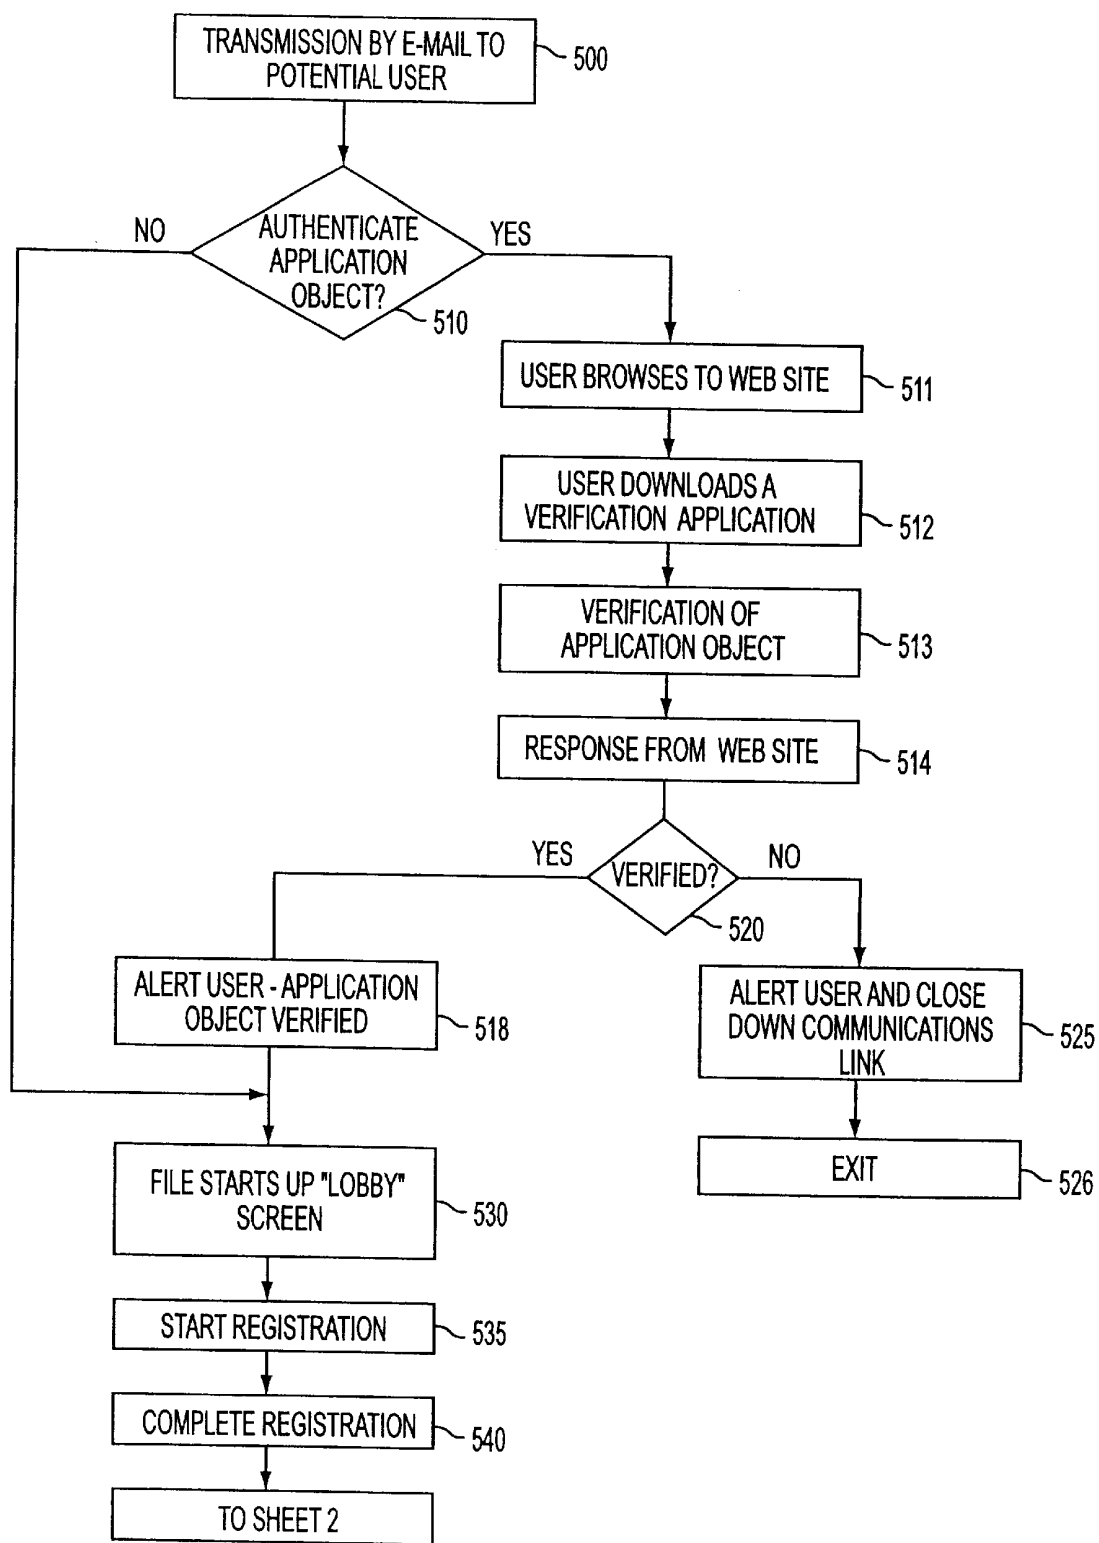 TRANSMISSION BY E-MAIL TO
POTENTIAL USER
500
NO
AUTHENTICATE
APPLICATION
OBJECT?
YES
510
USER BROWSES TO WEB SITE
511
USER DOWNLOADS A
VERIFICATION APPLICATION
512
VERIFICATION OF
APPLICATION OBJECT
513
RESPONSE FROM WEB SITE
514
YES
VERIFIED?
NO
520
ALERT USER - APPLICATION
OBJECT VERIFIED
518
ALERT USER AND CLOSE
DOWN COMMUNICATIONS
LINK
525
EXIT
526
FILE STARTS UP "LOBBY"
SCREEN
530
START REGISTRATION
535
COMPLETE REGISTRATION
540
TO SHEET 2